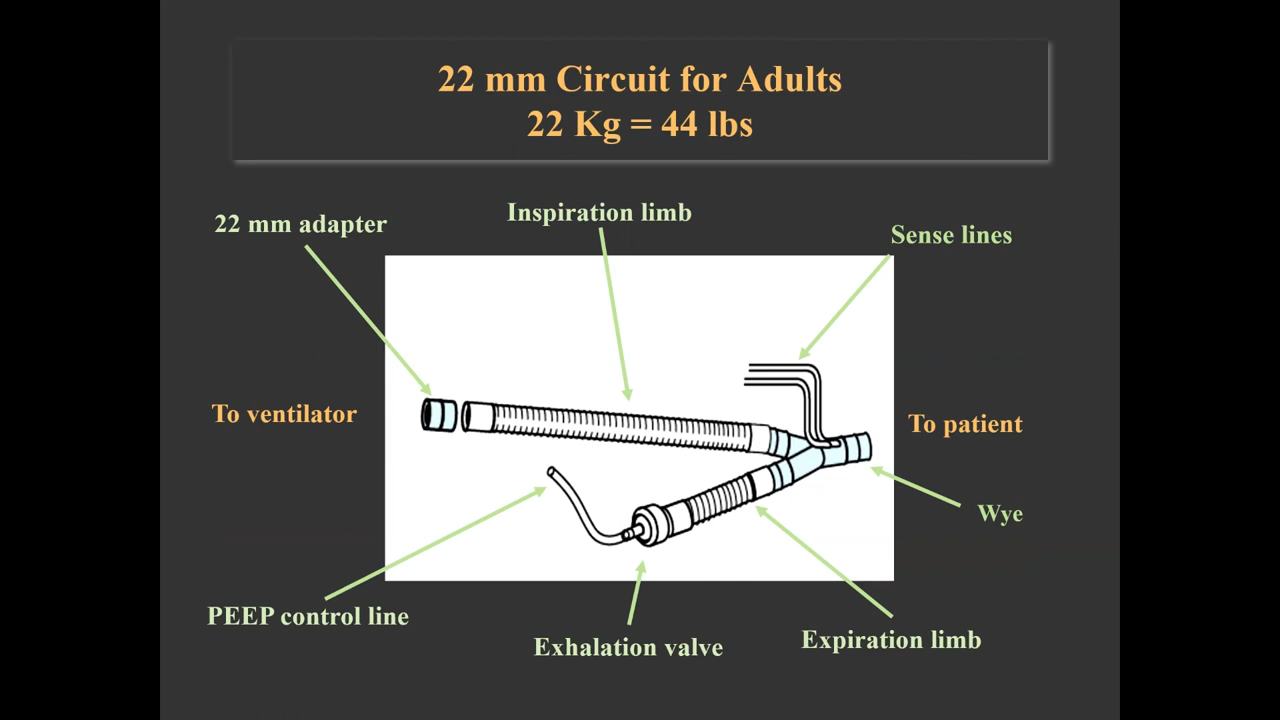 22 mm Circuit for Adults
22 Kg = 44 lbs
22 mm adapter
Inspiration limb
Sense lines
To ventilator
To patient
Wye
PEEP control line
Exhalation valve
Expiration limb